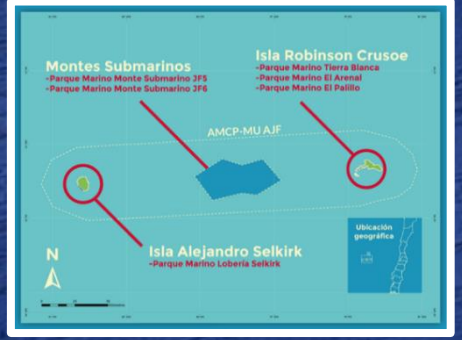 Montes Submarinos
-Parque Marino Monte Submarino JF5
-Parque Marino Monte Submarino JF6
Isla Robinson Crusoe
-Parque Marino Tierra Blanca
-Parque Marino El Arenal
-Parque Marino El Palillo
AMCP-MU AJF
Isla Alejandro Selkirk
-Parque Marino Lobería Selkirk
Ubicación
geográfica
N